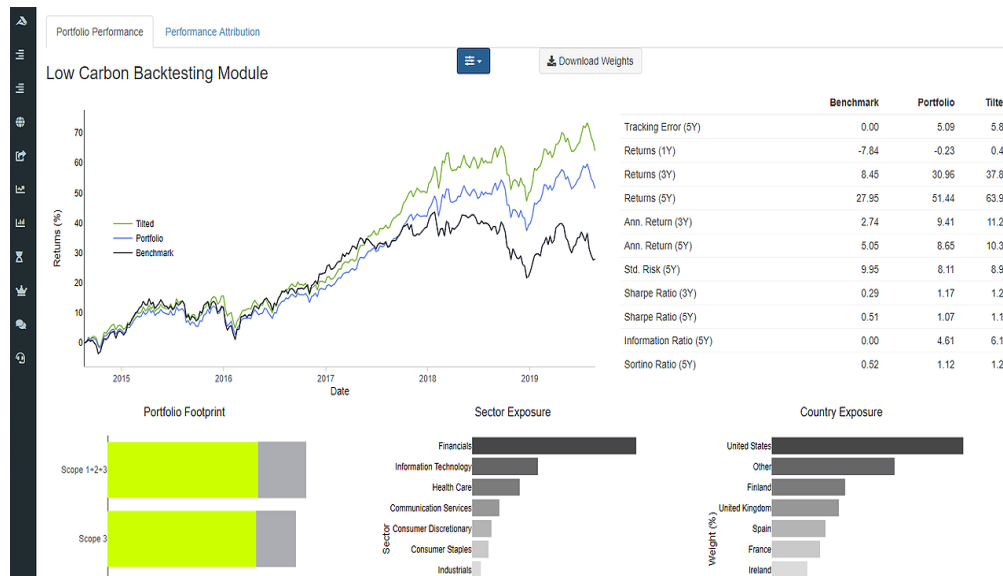 Portfolio Performance Performance Attribution
Download Weights
Low Carbon Backtesting Module
Benchmark Portfolio Tilte
Tracking Error (5Y) 0.00 5.09 5.8
Returns (1Y) -7.84 -0.23 0.4
Returns (3Y) 8.45 30.96 37.8
Returns (5Y) 27.95 51.44 63.9
Ann. Return (3Y) 2.74 9.41 11.2
Ann. Return (5Y) 5.05 8.65 10.3
Std. Risk (5Y) 9.95 8.11 8.9
Sharpe Ratio (3Y) 0.29 1.17 1.2
Sharpe Ratio (5Y) 0.51 1.07 1.1
Information Ratio (5Y) 0.00 4.61 6.1
Sortino Ratio (5Y) 0.52 1.12 1.2
Returns (%)
70
60
50
40
30
20
10
0
Tilted
Portfolio
Benchmark
2015 2016 2017 2018 2019
Date
Portfolio Footprint
Scope 1+2+3
Scope 3
Sector Exposure
Sector
Financials
Information Technology
Health Care
Communication Services
Consumer Discretionary
Consumer Staples
Industrials
Country Exposure
Weight (%)
United States
Other
Finland
United Kingdom
Spain
France
Ireland